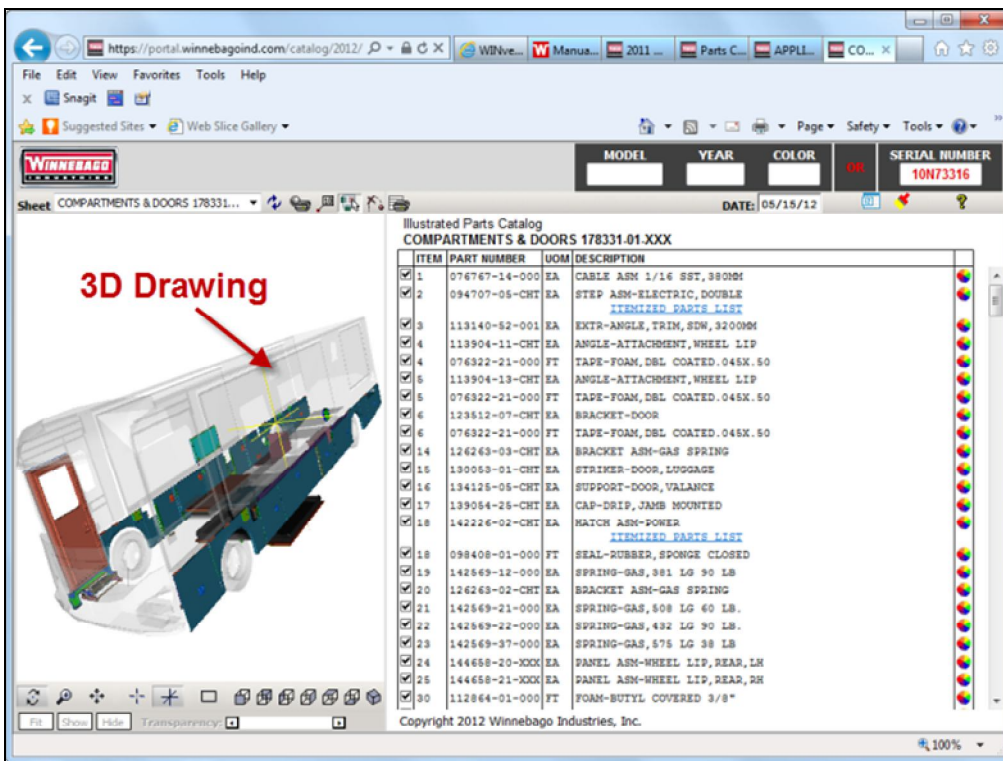 https://portal.winnebagoind.com/catalog/2012/
WINve...
Manua...
2011 ...
Parts C...
APPLI...
CO...
File Edit View Favorites Tools Help
x Snagit
Suggested Sites Web Slice Gallery Page Safety Tools
WINNEBAGO
INDUSTRIES
MODEL YEAR COLOR OR SERIAL NUMBER
10N73316
Sheet COMPARTMENTS & DOORS 178331... DATE: 05/15/12
Illustrated Parts Catalog
COMPARTMENTS & DOORS 178331-01-XXX
3D Drawing
ITEM PART NUMBER UOM DESCRIPTION
1 076767-14-000 EA CABLE ASM 1/16 SST,380MM
2 094707-05-CHT EA STEP ASM-ELECTRIC,DOUBLE
ITEMIZED PARTS LIST
3 113140-52-001 EA EXTR-ANGLE,TRIM,SDW,3200MM
4 113904-11-CHT EA ANGLE-ATTACHMENT,WHEEL LIP
4 076322-21-000 FT TAPE-FOAM,DBL COATED.045X.50
5 113904-13-CHT EA ANGLE-ATTACHMENT,WHEEL LIP
5 076322-21-000 FT TAPE-FOAM,DBL COATED.045X.50
6 123512-07-CHT EA BRACKET-DOOR
6 076322-21-000 FT TAPE-FOAM,DBL COATED.045X.50
14 126263-03-CHT EA BRACKET ASM-GAS SPRING
15 130053-01-CHT EA STRIKER-DOOR,LUGGAGE
16 134125-05-CHT EA SUPPORT-DOOR,VALANCE
17 139054-25-CHT EA CAP-DRIP,JAMB MOUNTED
18 142226-02-CHT EA HATCH ASM-POWER
ITEMIZED PARTS LIST
18 098408-01-000 FT SEAL-RUBBER,SPONGE CLOSED
19 142569-12-000 EA SPRING-GAS,381 LG 90 LB
20 126263-02-CHT EA BRACKET ASM-GAS SPRING
21 142569-21-000 EA SPRING-GAS,508 LG 60 LB.
22 142569-22-000 EA SPRING-GAS,432 LG 90 LB.
23 142569-37-000 EA SPRING-GAS,575 LG 38 LB
24 144658-20-XXX EA PANEL ASM-WHEEL LIP,REAR,LH
25 144658-21-XXX EA PANEL ASM-WHEEL LIP,REAR,RH
30 112864-01-000 FT FOAM-BUTYL COVERED 3/8"
Fit Show Hide Transparency:
Copyright 2012 Winnebago Industries, Inc.
100%